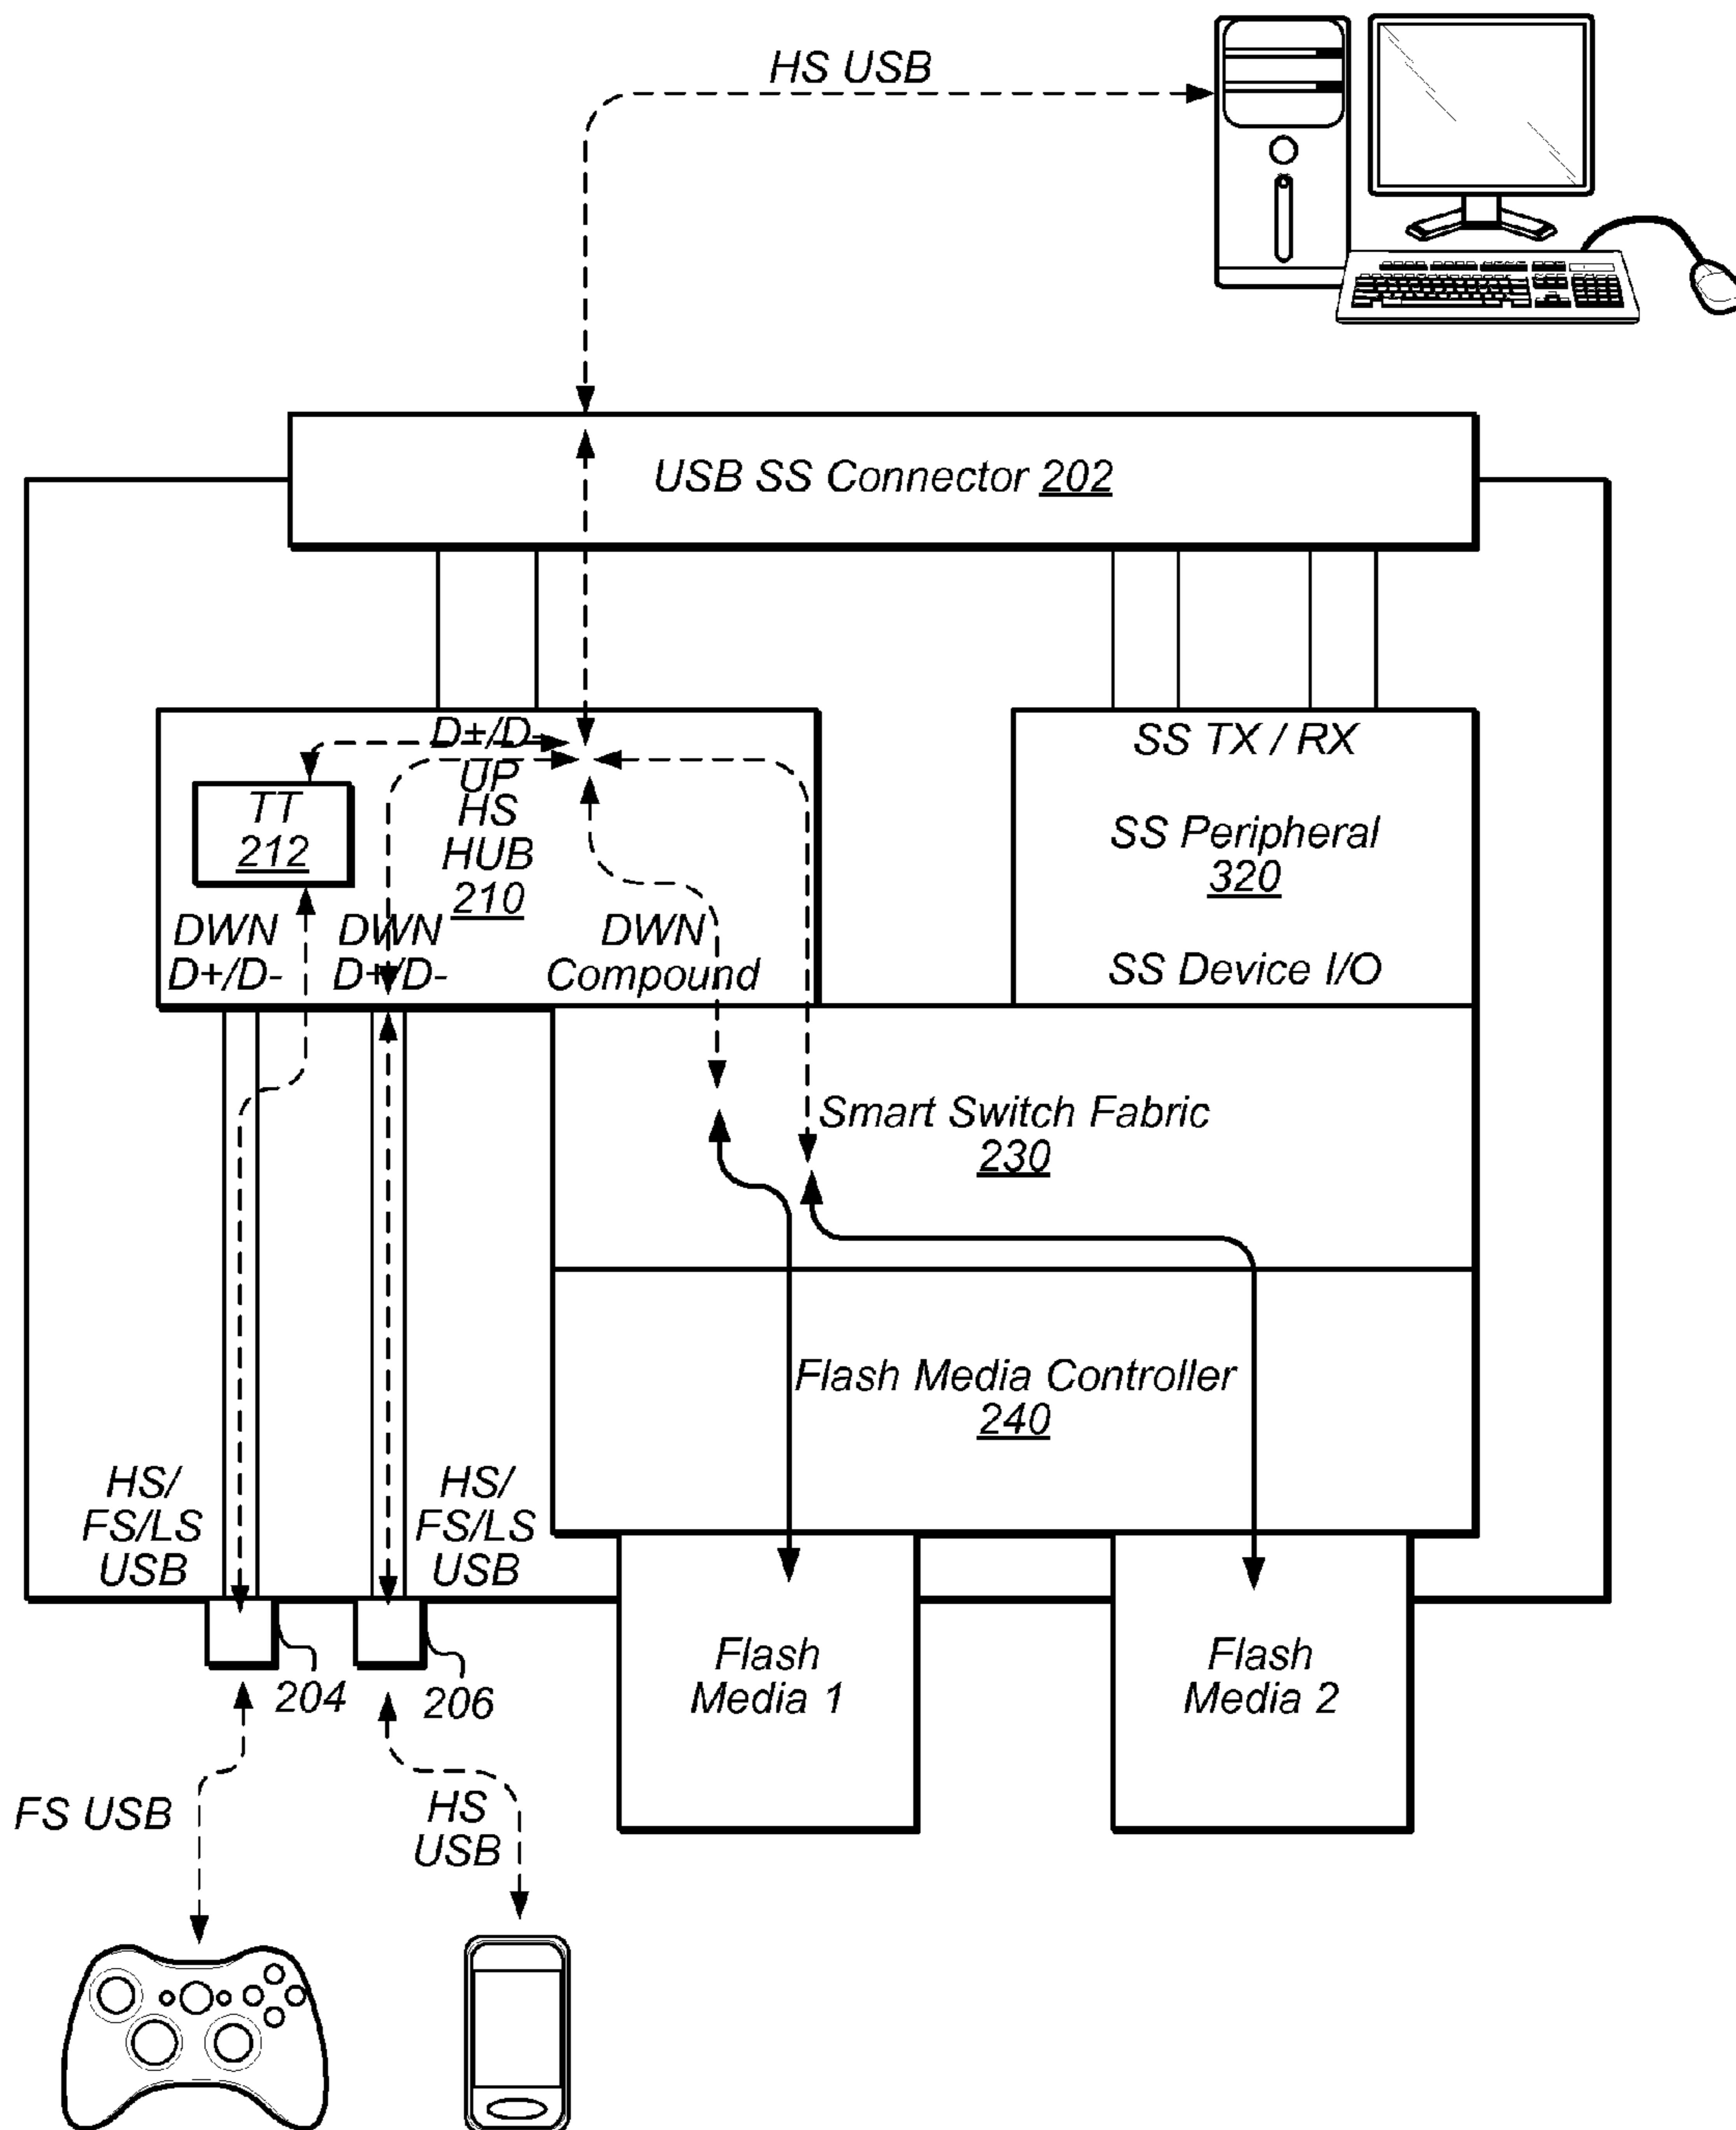 HS USB
USB SS Connector 202
D±/D-
UP
HS
HUB
210
TT
212
DWN
D+/D-
DWN
D+/D-
DWN
Compound
SS TX / RX
SS Peripheral
320
SS Device I/O
Smart Switch Fabric
230
Flash Media Controller
240
HS/
FS/LS
USB
HS/
FS/LS
USB
204
206
Flash
Media 1
Flash
Media 2
FS USB
HS
USB